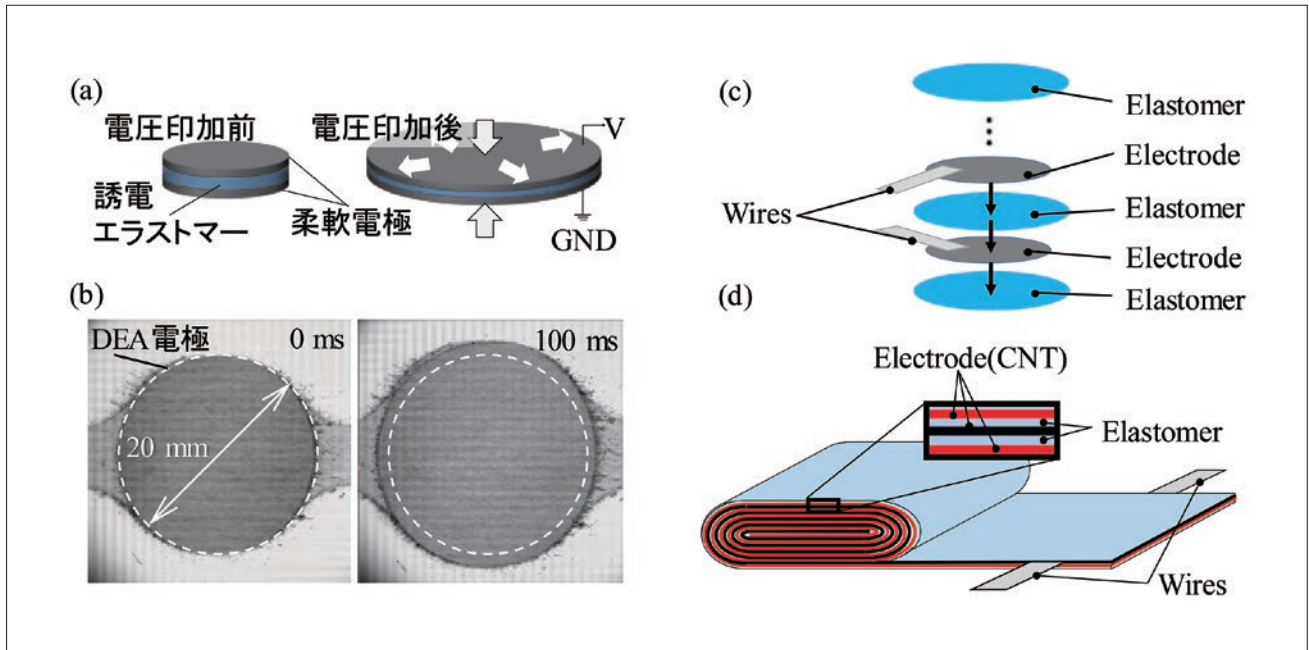 (a)
電圧印加前
電圧印加後
V
誘電
エラストマー
柔軟電極
GND
(b)
DEA電極
0 ms
100 ms
20 mm
(c)
Elastomer
Electrode
Wires
Elastomer
Electrode
Elastomer
(d)
Electrode(CNT)
Elastomer
Wires